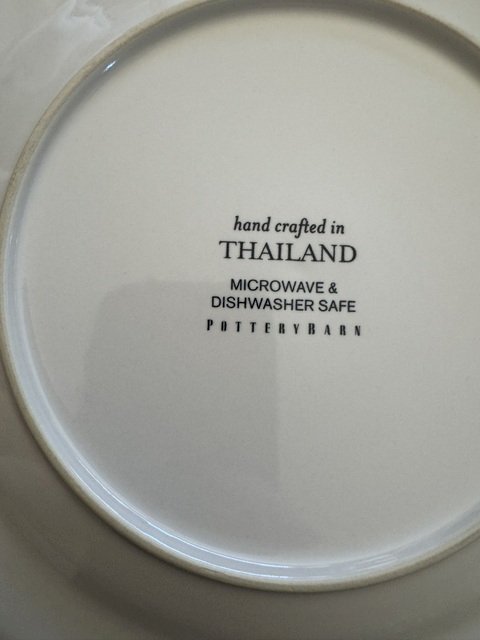 hand crafted in
THAILAND
MICROWAVE &
DISHWASHER SAFE
POTTERYBARN